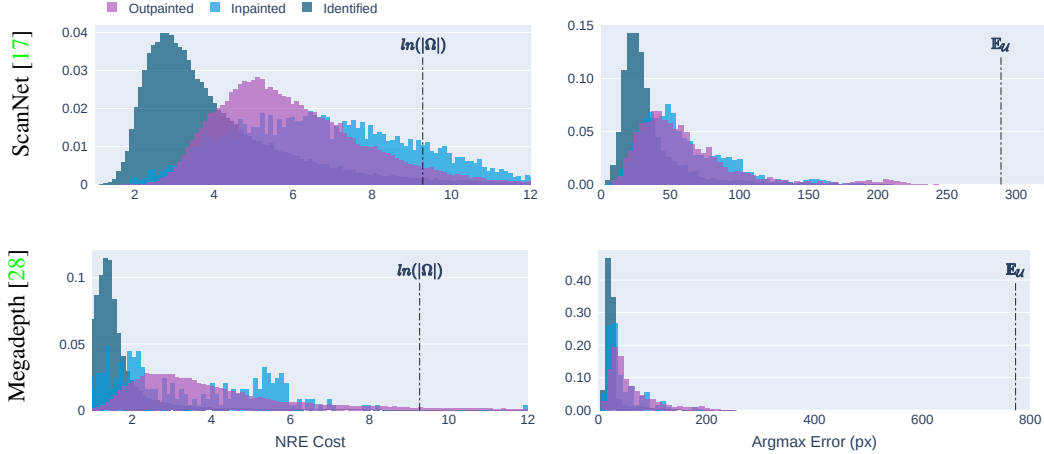 Outpainted Inpainted Identified
ScanNet [17]
0.04
0.03
0.02
0.01
0
ln(|Ω|)
2 4 6 8 10 12
0.15
0.10
0.05
0.00
𝔼𝒰
0 50 100 150 200 250 300
Megadepth [28]
0.1
0.05
0
ln(|Ω|)
2 4 6 8 10 12
NRE Cost
0.40
0.30
0.20
0.10
0.00
𝔼𝒰
0 200 400 600 800
Argmax Error (px)